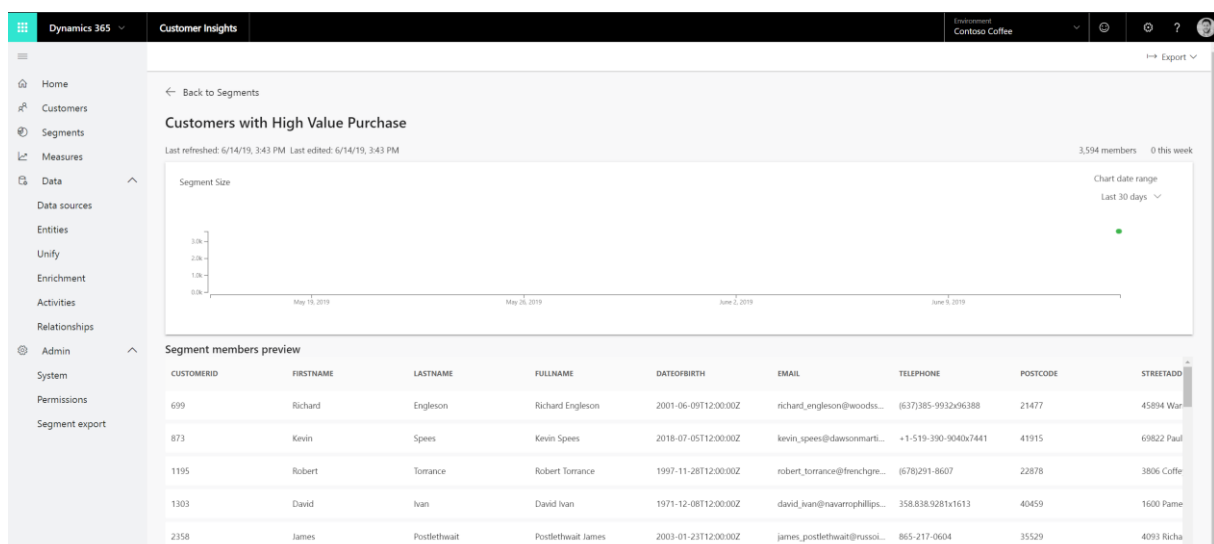 Dynamics 365 Customer Insights Environment Contoso Coffee ?
Export
Home
Customers
Segments
Measures
Data
Data sources
Entities
Unify
Enrichment
Activities
Relationships
Admin
System
Permissions
Segment export
Back to Segments
Customers with High Value Purchase
Last refreshed: 6/14/19, 3:43 PM Last edited: 6/14/19, 3:43 PM 3,594 members 0 this week
Segment Size
Chart date range
Last 30 days
3.0k
2.0k
1.0k
0.0k
May 19, 2019 May 26, 2019 June 2, 2019 June 9, 2019
Segment members preview
CUSTOMERID FIRSTNAME LASTNAME FULLNAME DATEOFBIRTH EMAIL TELEPHONE POSTCODE STREETADD
699 Richard Engleson Richard Engleson 2001-06-09T12:00:00Z richard_engleson@woodss... (637)385-9932x96388 21477 45894 War
873 Kevin Spees Kevin Spees 2018-07-05T12:00:00Z kevin_spees@dawsonmarti... +1-519-390-9040x7441 41915 69822 Paul
1195 Robert Torrance Robert Torrance 1997-11-28T12:00:00Z robert_torrance@frenchgre... (678)291-8607 22878 3806 Coffe
1303 David Ivan David Ivan 1971-12-08T12:00:00Z david_ivan@navarrophillips... 358.838.9281x1613 40459 1600 Pame
2358 James Postlethwait Postlethwait James 2003-01-23T12:00:00Z james_postlethwait@russoi... 865-217-0604 35529 4093 Richa